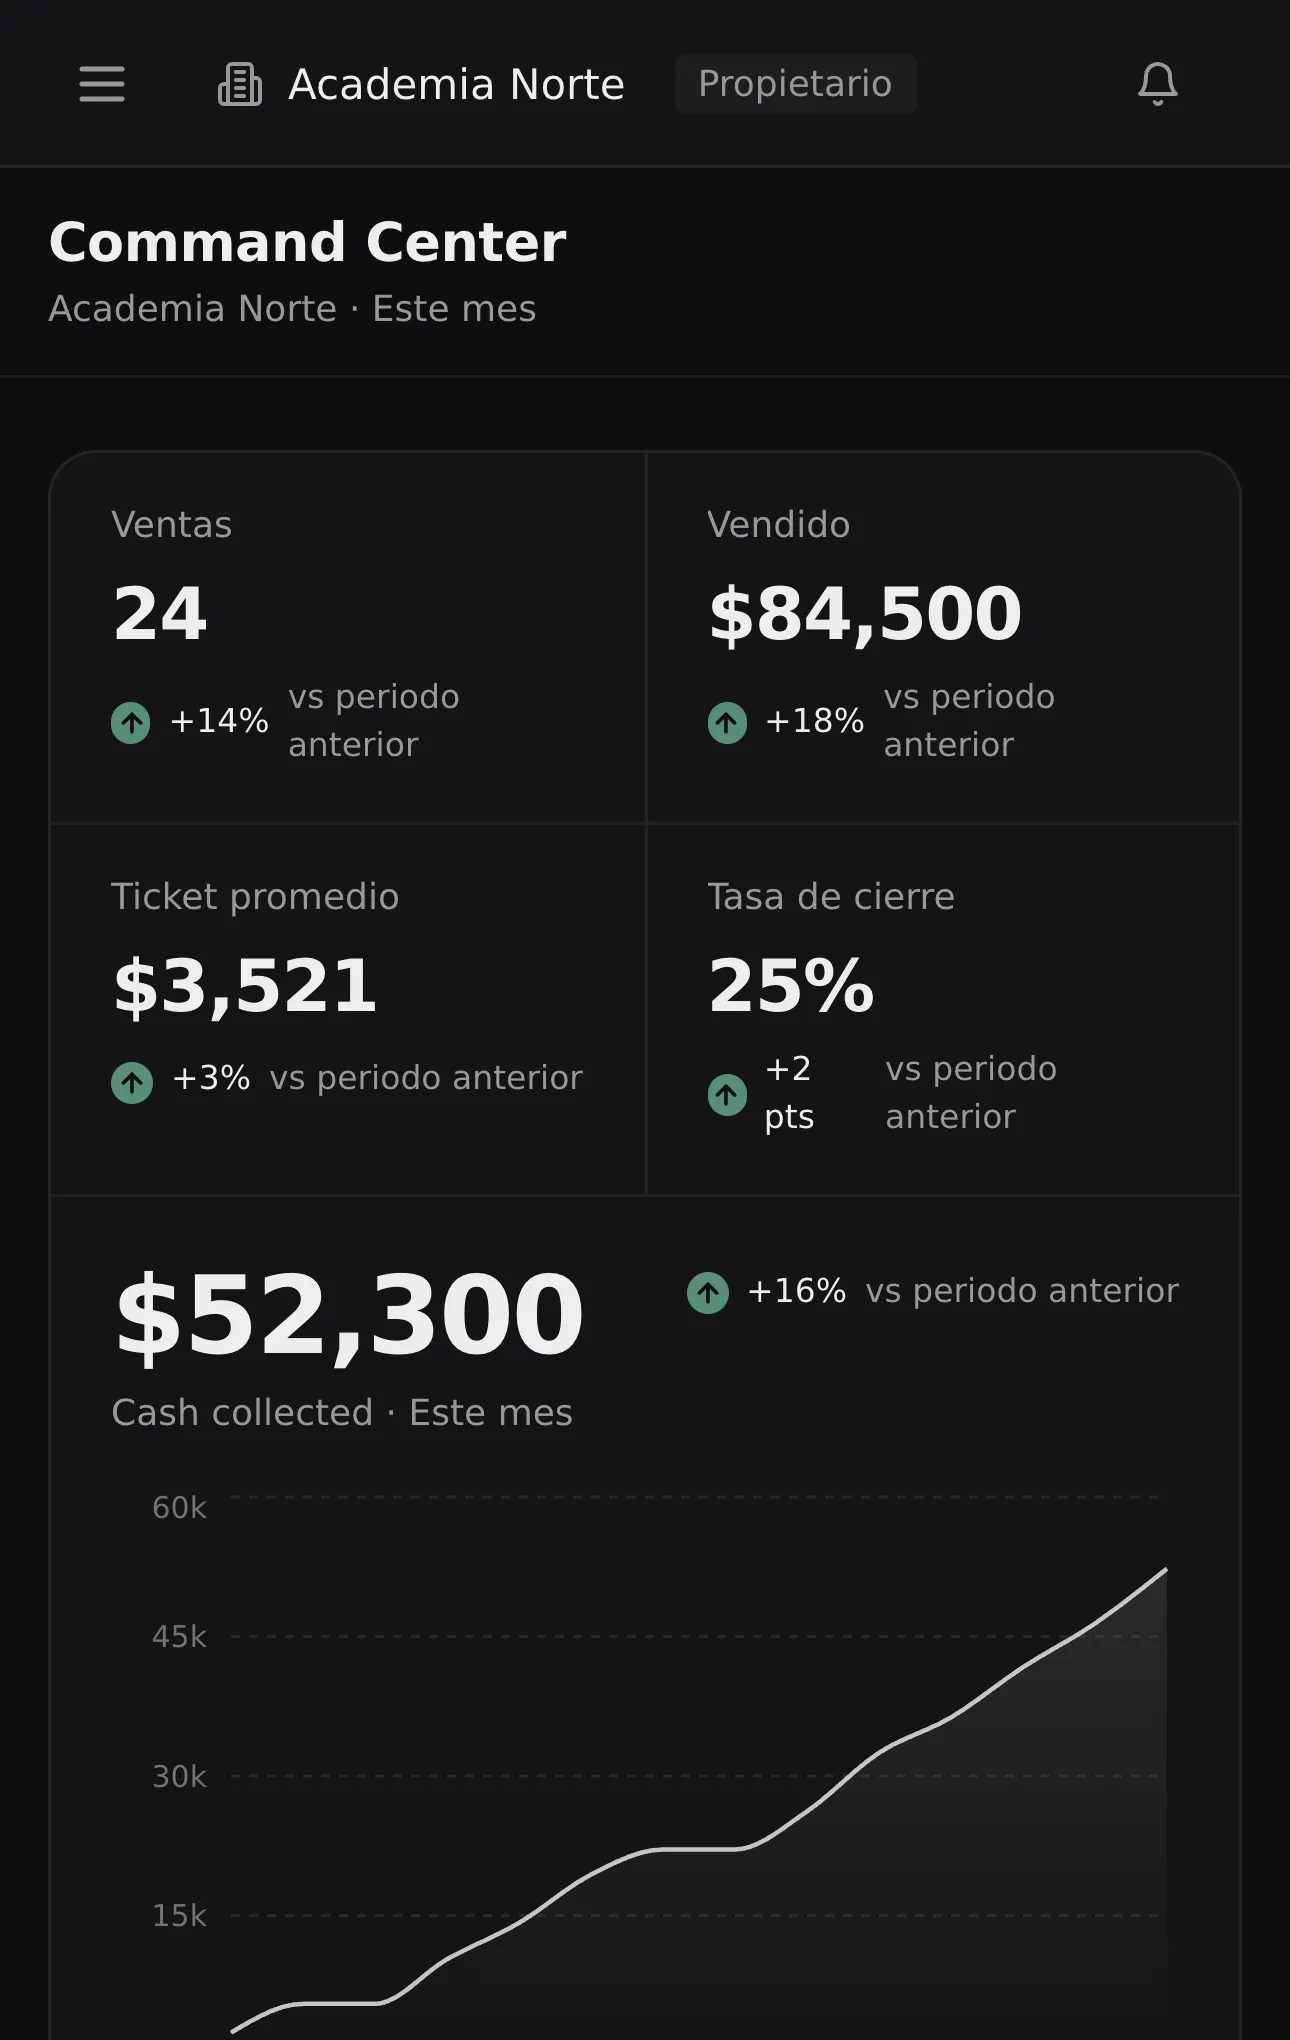 Academia Norte Propietario
Command Center
Academia Norte · Este mes
Ventas
24
+14% vs periodo
anterior
Vendido
$84,500
+18% vs periodo
anterior
Ticket promedio
$3,521
+3% vs periodo anterior
Tasa de cierre
25%
+2
pts
vs periodo
anterior
$52,300
+16% vs periodo anterior
Cash collected · Este mes
60k
45k
30k
15k